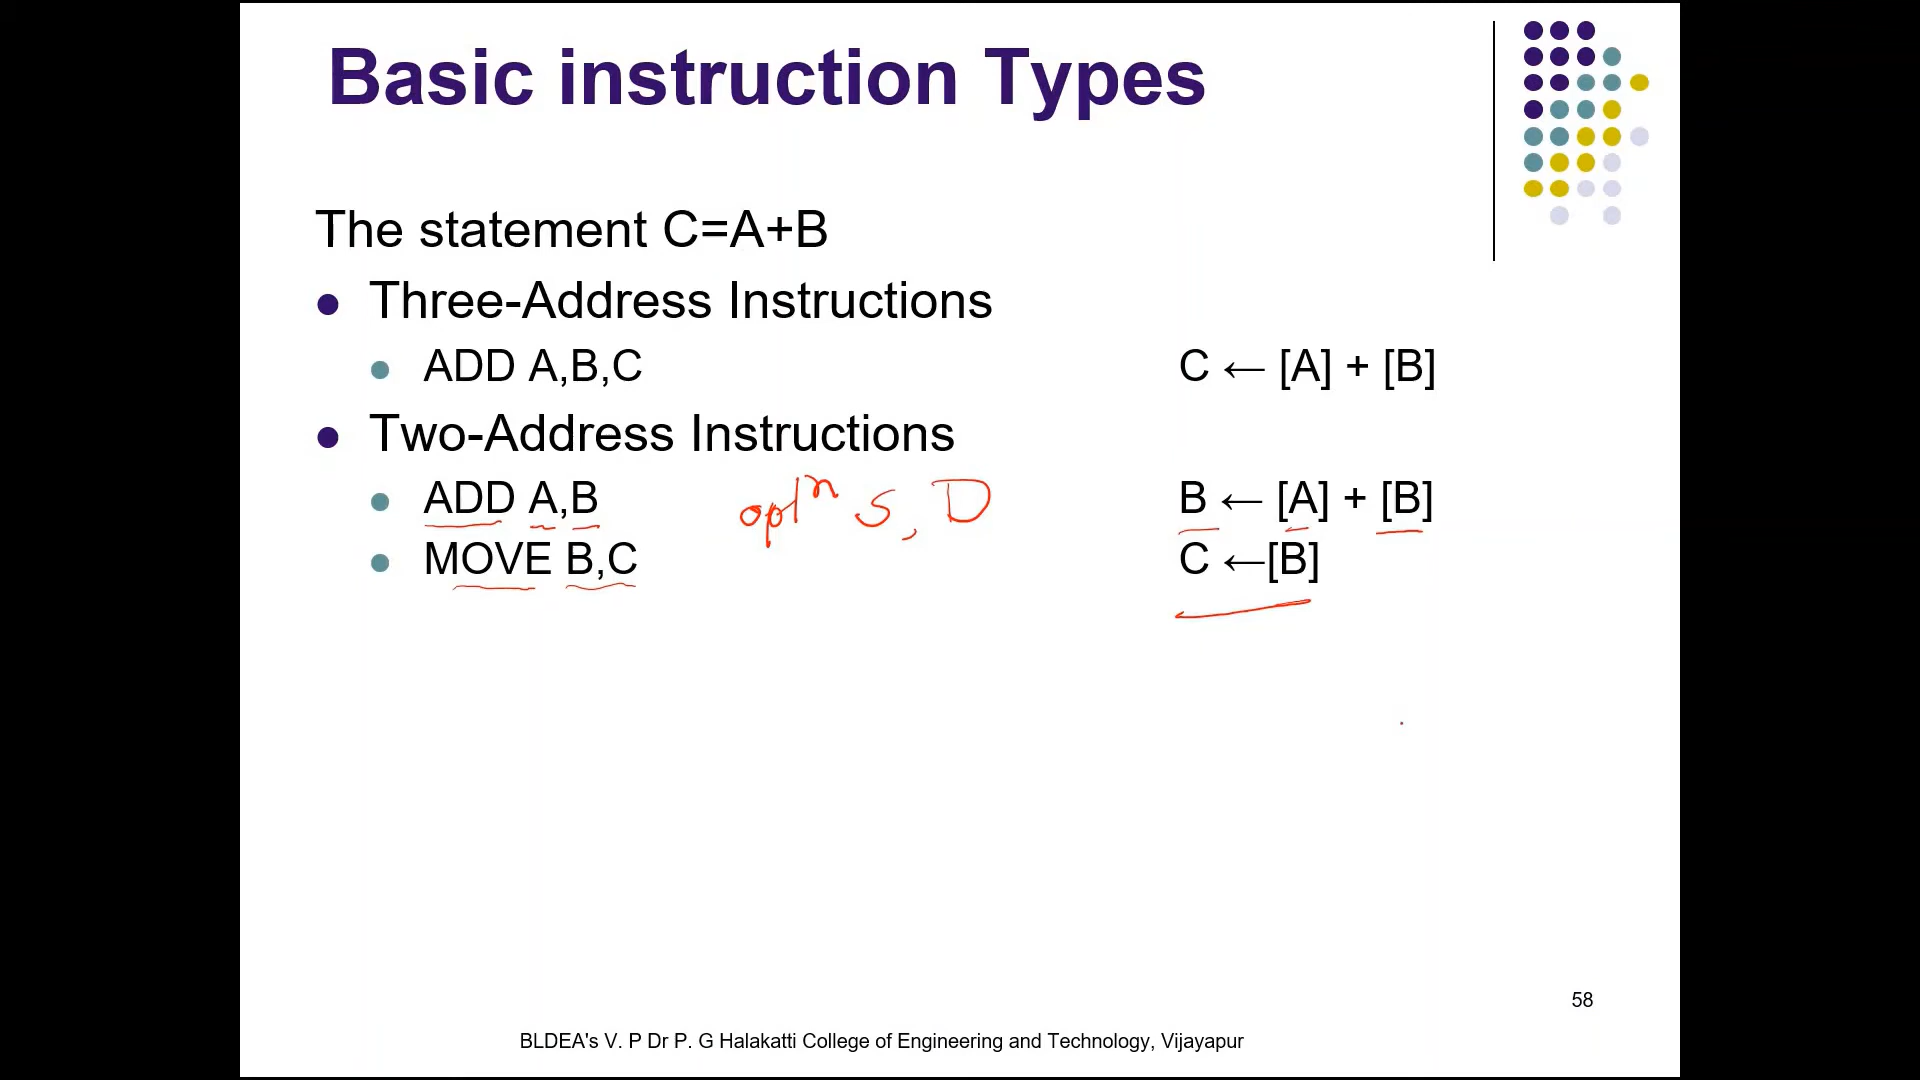 Basic instruction Types
The statement C=A+B
Three-Address Instructions
ADD A,B,C C ← [A] + [B]
Two-Address Instructions
ADD A,B optⁿ S, D B ← [A] + [B]
MOVE B,C C ←[B]
58
BLDEA's V. P Dr P. G Halakatti College of Engineering and Technology, Vijayapur